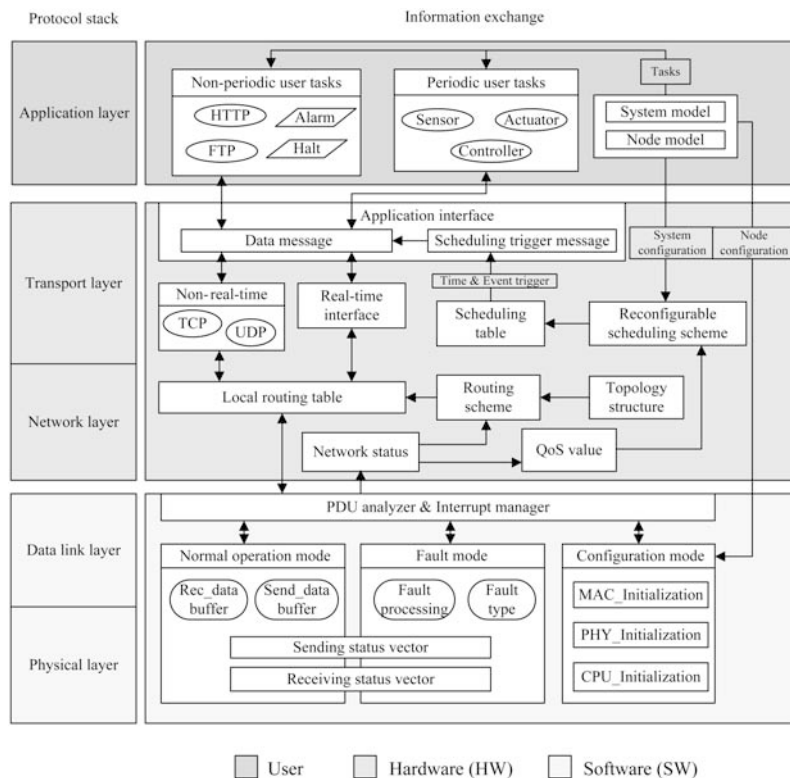 Protocol stack
Information exchange
Application layer
Non-periodic user tasks
HTTP
Alarm
FTP
Halt
Periodic user tasks
Sensor
Actuator
Controller
Tasks
System model
Node model
Transport layer
Application interface
Data message
Scheduling trigger message
System
configuration
Node
configuration
Time & Event trigger
Non-real-time
TCP
UDP
Real-time
interface
Scheduling
table
Reconfigurable
scheduling scheme
Network layer
Local routing table
Routing
scheme
Topology
structure
Network status
QoS value
Data link layer
PDU analyzer & Interrupt manager
Normal operation mode
Rec_data
buffer
Send_data
buffer
Fault mode
Fault
processing
Fault
type
Configuration mode
MAC_Initialization
PHY_Initialization
CPU_Initialization
Physical layer
Sending status vector
Receiving status vector
User
Hardware (HW)
Software (SW)